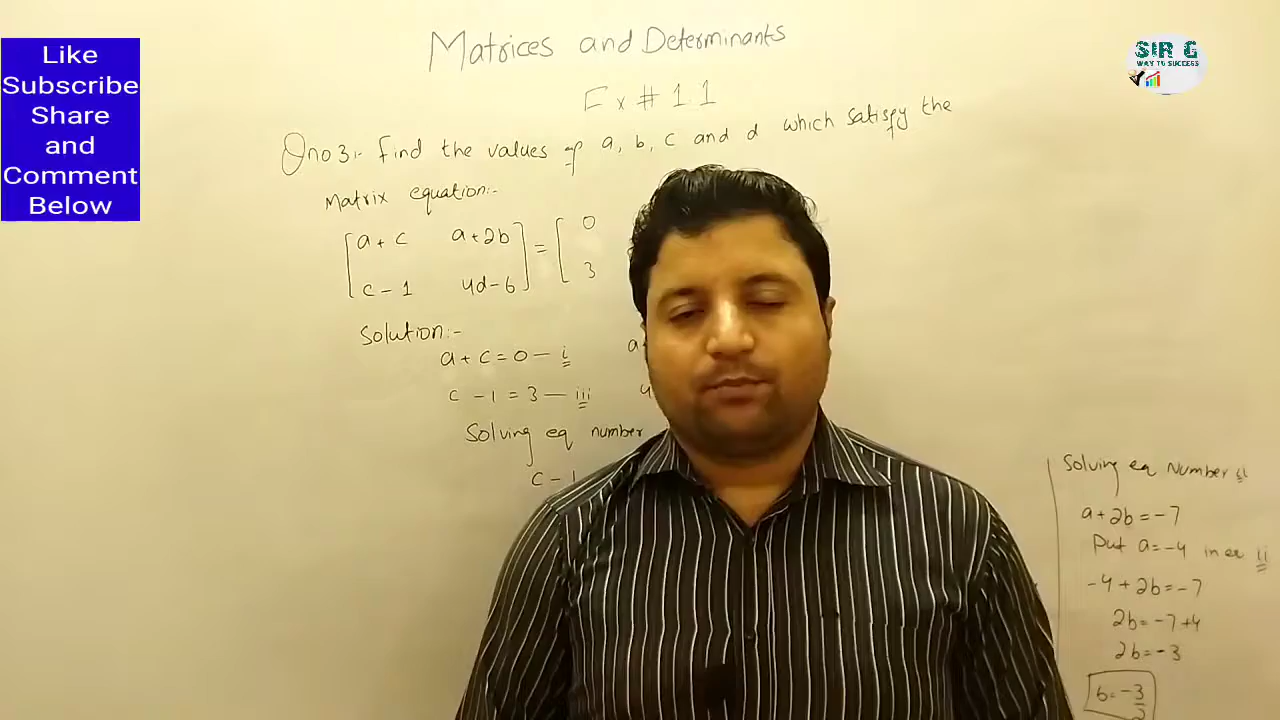 Like
Subscribe
Share
and
Comment
Below
SIR G
WAY TO SUCCESS
Matrices and Determinants
Ex # 1.1
Qno 3:- Find the values of a, b, c and d which satisfy the
Matrix equation:-
[a + c a + 2b] = [0
c - 1 4d - 6] 3
Solution:-
a + c = 0 — i a+
c - 1 = 3 — iii 4
Solving eq number
c - 1
Solving eq Number ii
a + 2b = -7
Put a = -4 in eq ii
-4 + 2b = -7
2b = -7 + 4
2b = -3
b = -3/2